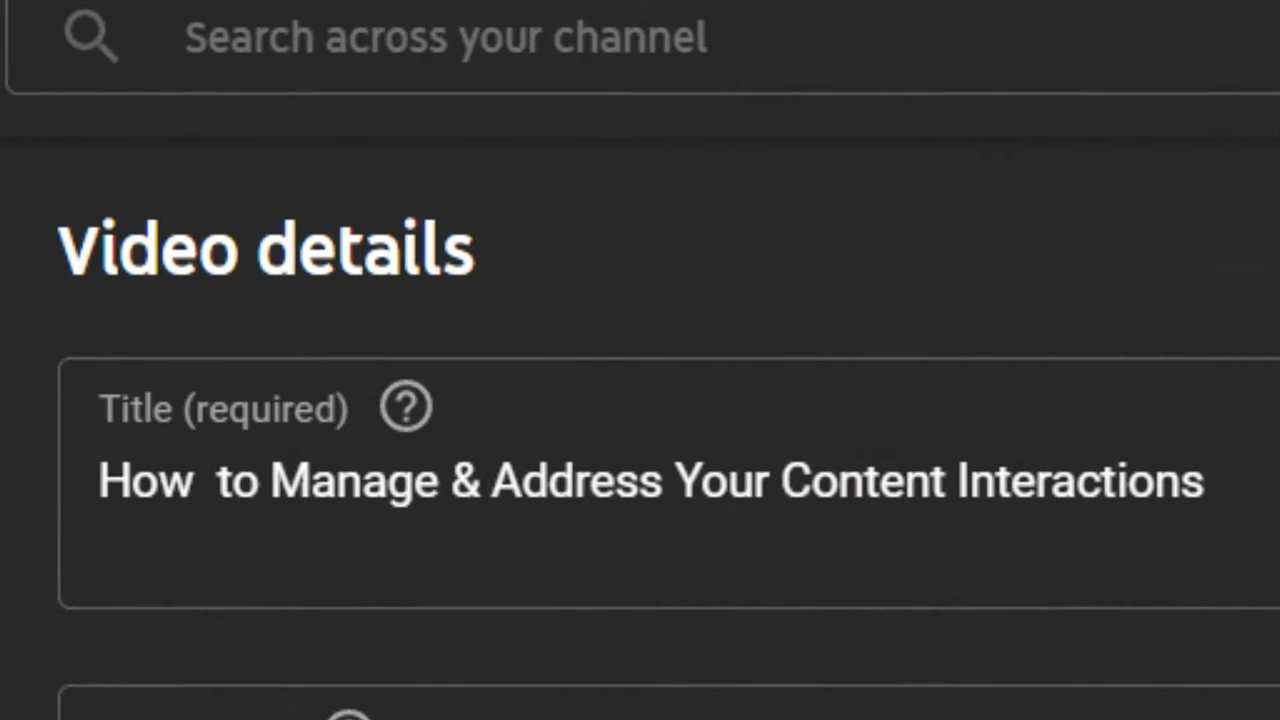 Search across your channel
Video details
Title (required)
How  to Manage & Address Your Content Interactions